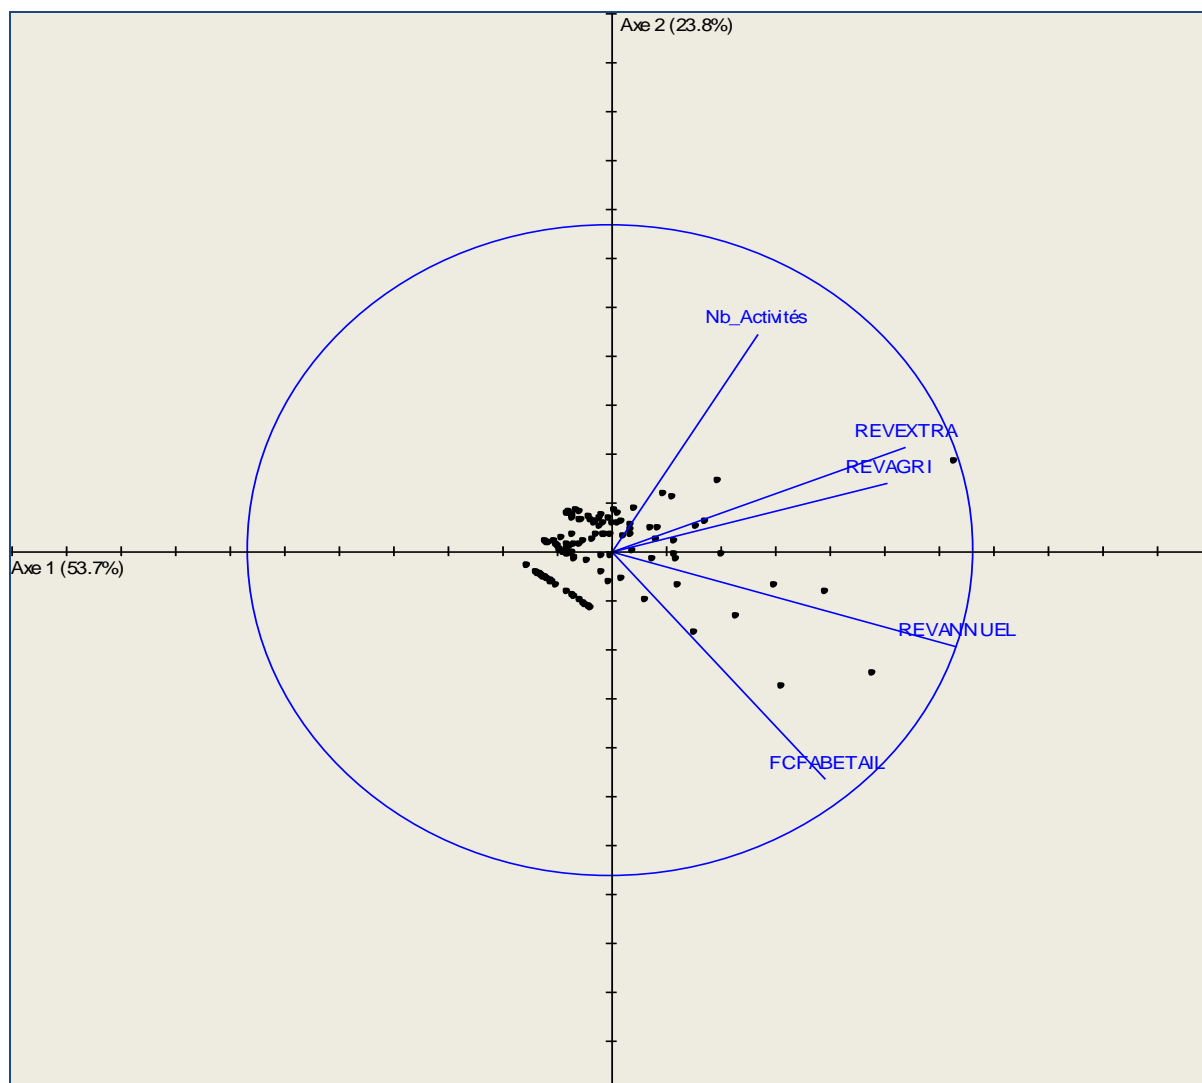 Axe 2 (23.8%)
Nb_Activités
REVEXTRA
REVAGRI
Axe 1 (53.7%)
REVANNUEL
FCFABETAIL